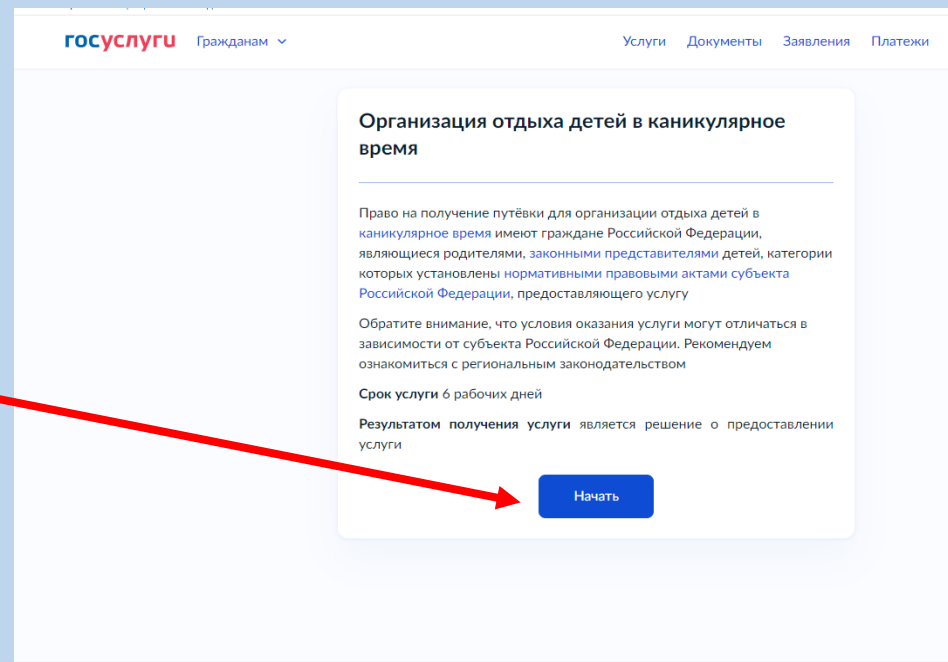 госуслуги Гражданам Услуги Документы Заявления Платежи
Организация отдыха детей в каникулярное
время
Право на получение путёвки для организации отдыха детей в
каникулярное время имеют граждане Российской Федерации,
являющиеся родителями, законными представителями детей, категории
которых установлены нормативными правовыми актами субъекта
Российской Федерации, предоставляющего услугу
Обратите внимание, что условия оказания услуги могут отличаться в
зависимости от субъекта Российской Федерации. Рекомендуем
ознакомиться с региональным законодательством
Срок услуги 6 рабочих дней
Результатом получения услуги является решение о предоставлении
услуги
Начать